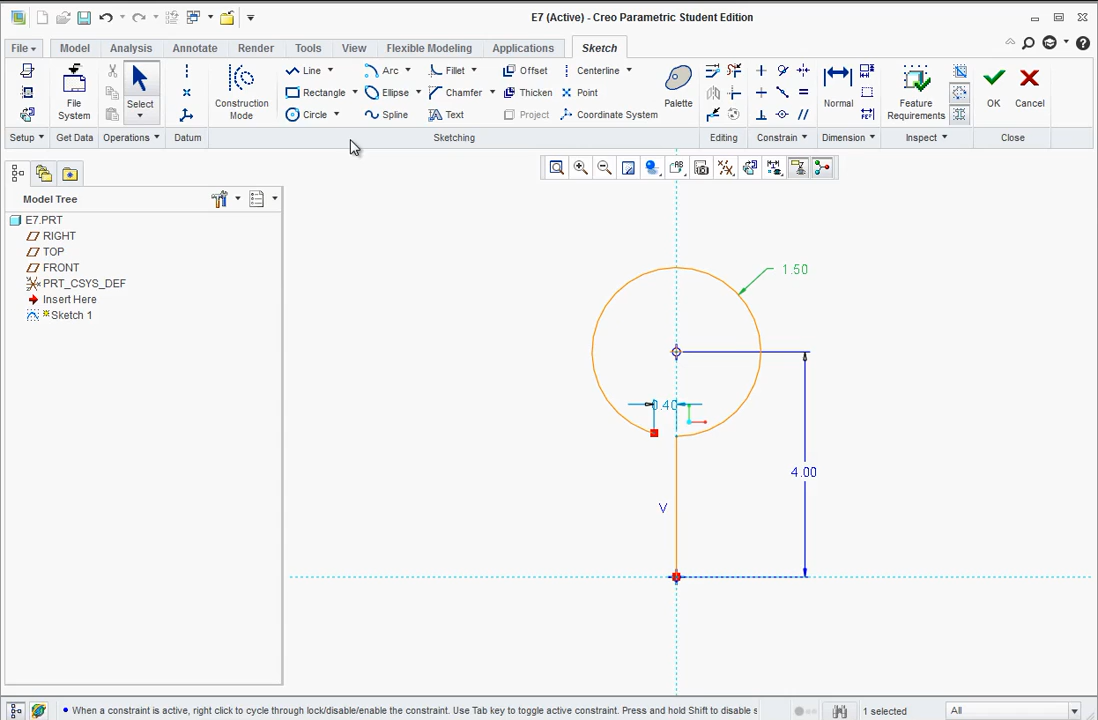 E7 (Active) - Creo Parametric Student Edition
File Model Analysis Annotate Render Tools View Flexible Modeling Applications Sketch
Line Arc Fillet Offset Centerline
File System Select Construction Mode Rectangle Ellipse Chamfer Thicken Point Palette Normal Feature Requirements OK Cancel
Circle Spline Text Project Coordinate System
Setup Get Data Operations Datum Sketching Editing Constrain Dimension Inspect Close
Model Tree
E7.PRT
RIGHT
TOP
FRONT
PRT_CSYS_DEF
Insert Here
Sketch 1
1.50
0.40
4.00
V
When a constraint is active, right click to cycle through lock/disable/enable the constraint. Use Tab key to toggle active constraint. Press and hold Shift to disable s
1 selected
All